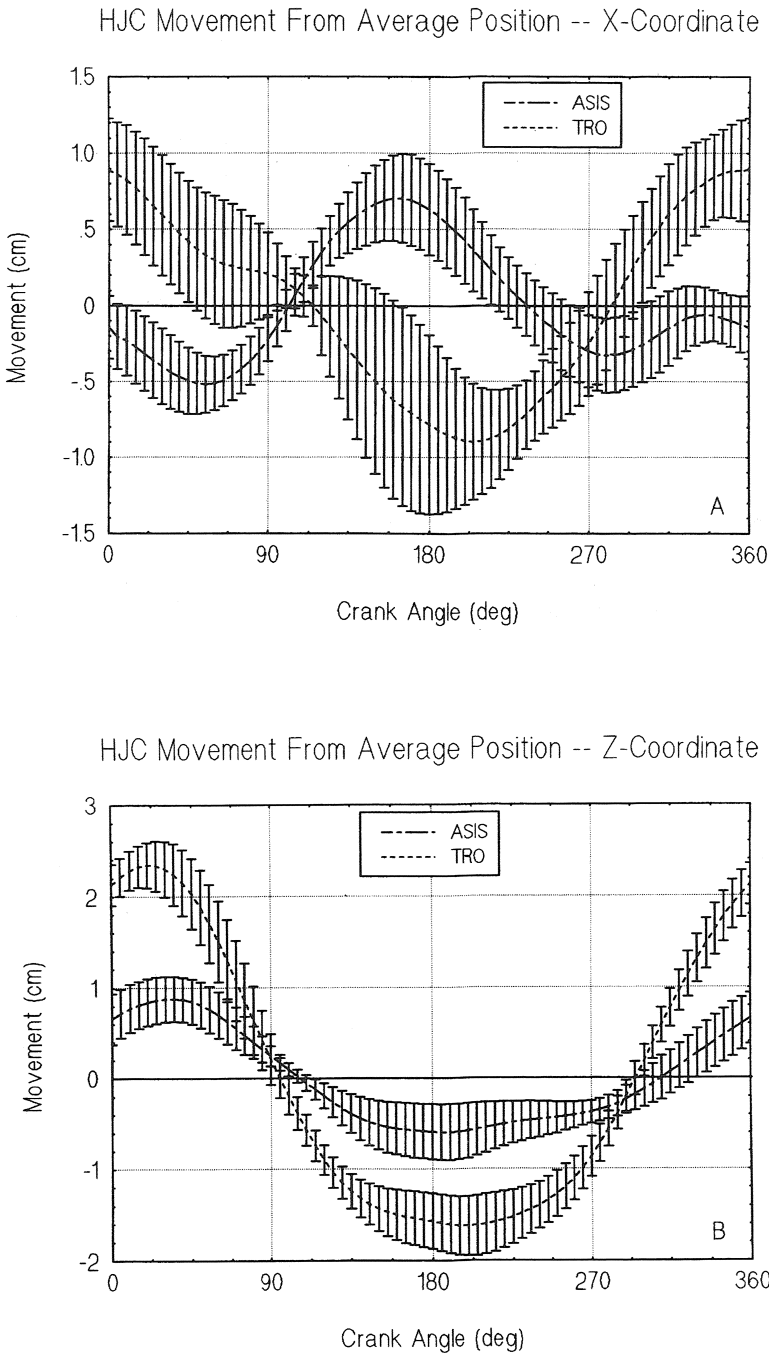 HJC Movement From Average Position -- X-Coordinate
Movement (cm)
1.5
1.0
.5
0
-.5
-1.0
-1.5
ASIS
TRO
A
0 90 180 270 360
Crank Angle (deg)
HJC Movement From Average Position -- Z-Coordinate
Movement (cm)
3
2
1
0
-1
-2
ASIS
TRO
B
0 90 180 270 360
Crank Angle (deg)